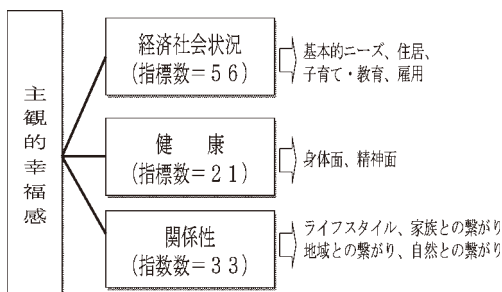 主観的幸福感
経済社会状況
(指標数＝５６)
基本的ニーズ、住居、
子育て・教育、雇用
健　康
(指標数＝２１)
身体面、精神面
関係性
(指数数＝３３)
ライフスタイル、家族との繋がり
地域との繋がり、自然との繋がり